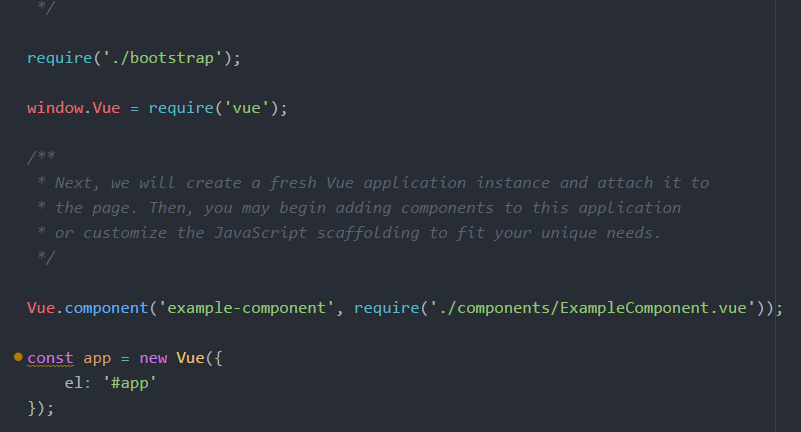 */
require('./bootstrap');
window.Vue = require('vue');
/**
* Next, we will create a fresh Vue application instance and attach it to
* the page. Then, you may begin adding components to this application
* or customize the JavaScript scaffolding to fit your unique needs.
*/
Vue.component('example-component', require('./components/ExampleComponent.vue'));
const app = new Vue({
    el: '#app'
});